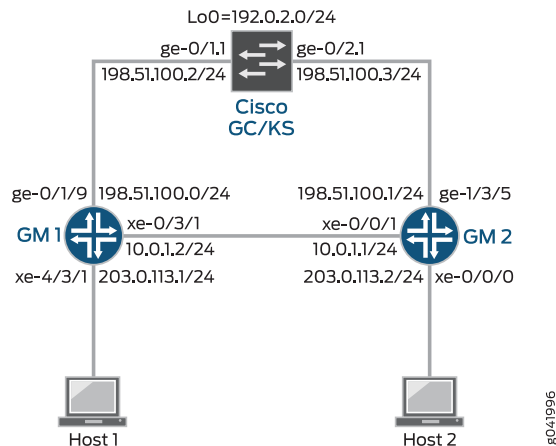 Lo0=192.0.2.0/24
ge-0/1.1 ge-0/2.1
198.51.100.2/24 198.51.100.3/24
Cisco
GC/KS
ge-0/1/9 198.51.100.0/24 198.51.100.1/24 ge-1/3/5
xe-0/3/1 xe-0/0/1
GM 1 GM 2
10.0.1.2/24 10.0.1.1/24
xe-4/3/1 203.0.113.1/24 203.0.113.2/24 xe-0/0/0
Host 1 Host 2
g041996